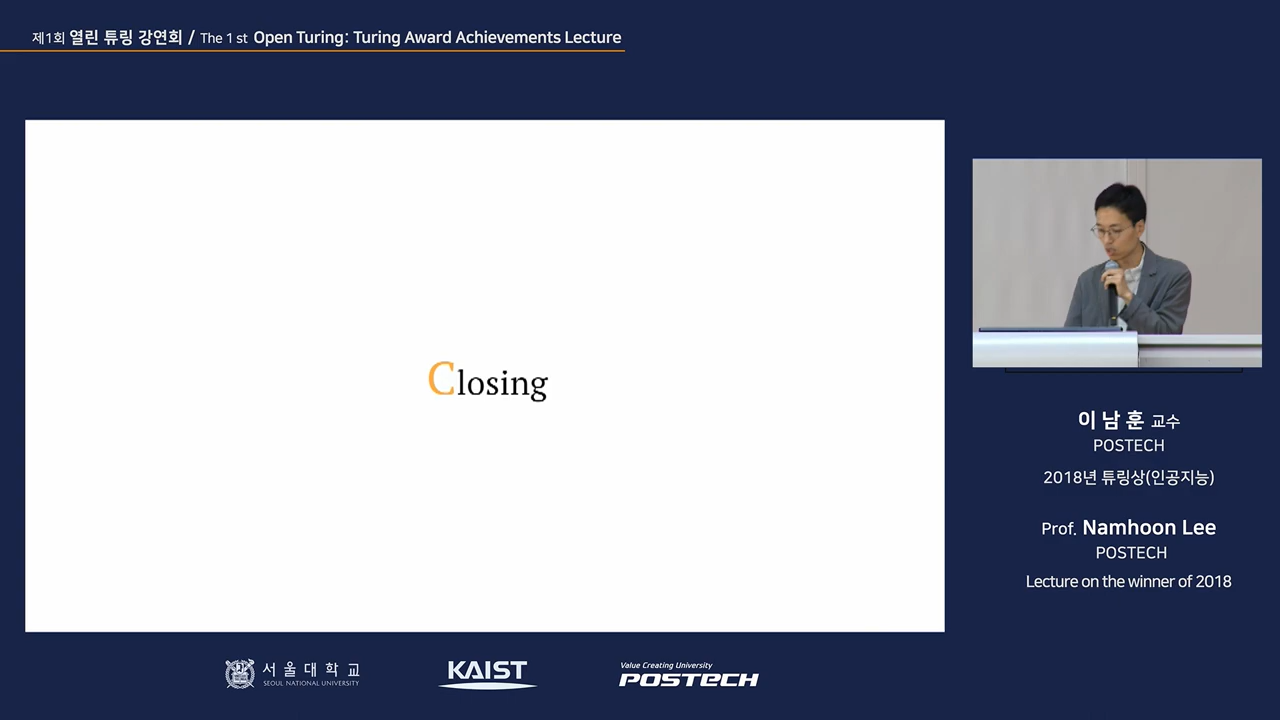 제1회 열린 튜링 강연회 / The 1 st Open Turing: Turing Award Achievements Lecture
Closing
이남훈 교수
POSTECH
2018년 튜링상(인공지능)
Prof. Namhoon Lee
POSTECH
Lecture on the winner of 2018
서울대학교
SEOUL NATIONAL UNIVERSITY
KAIST
Value Creating University
POSTECH